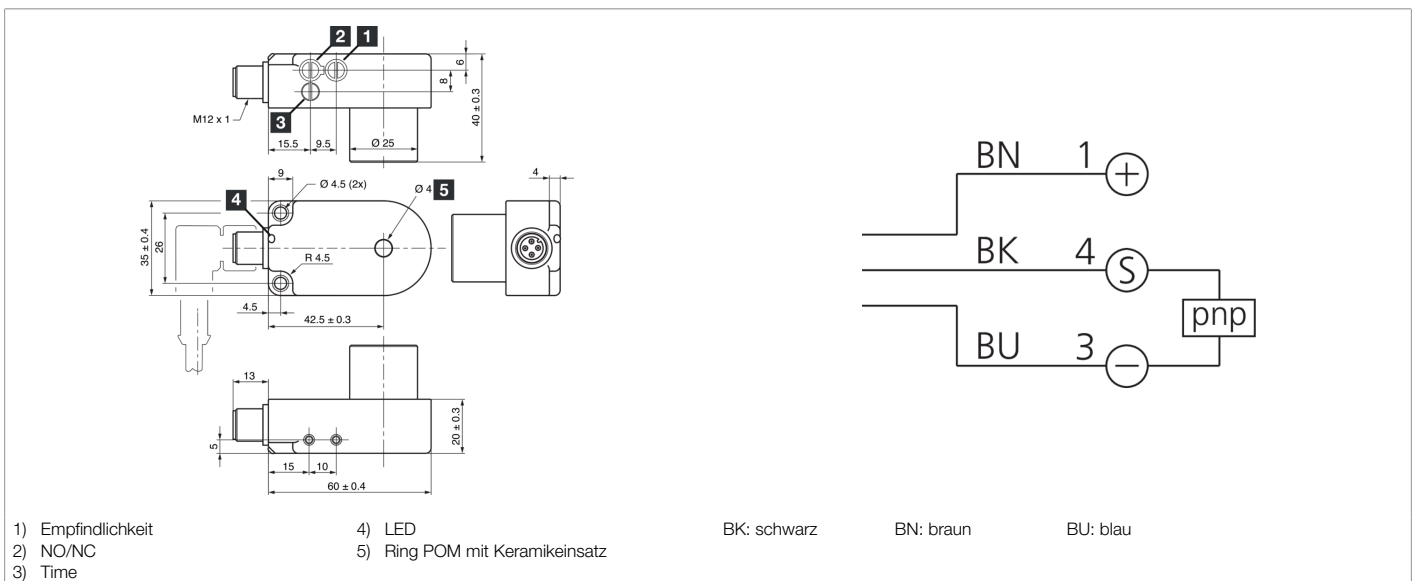 2 1
6
8
40 ± 0.3
M12 x 1
3
15.5 9.5 Ø 25
9
Ø 4.5 (2x)
Ø 4 5
4
4
35 ± 0.4
26
R 4.5
4.5
42.5 ± 0.3
13
5
20 ± 0.3
15 10
60 ± 0.4
BN 1 +
BK 4 S
pnp
BU 3 −
1) Empfindlichkeit
2) NO/NC
3) Time
4) LED
5) Ring POM mit Keramikeinsatz
BK: schwarz BN: braun BU: blau